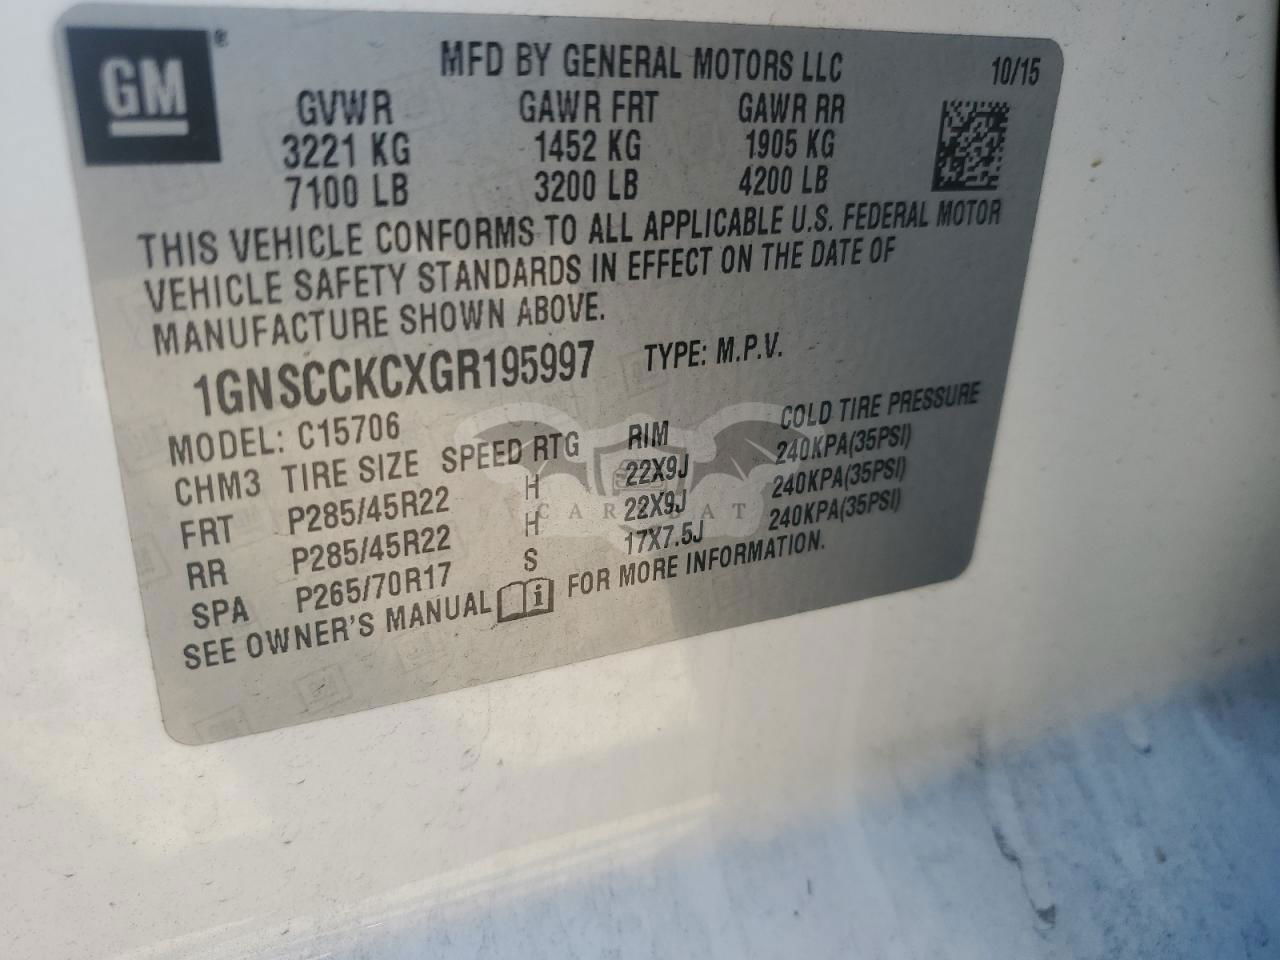 GM®
MFD BY GENERAL MOTORS LLC 10/15
GVWR GAWR FRT GAWR RR
3221 KG 1452 KG 1905 KG
7100 LB 3200 LB 4200 LB
THIS VEHICLE CONFORMS TO ALL APPLICABLE U.S. FEDERAL MOTOR
VEHICLE SAFETY STANDARDS IN EFFECT ON THE DATE OF
MANUFACTURE SHOWN ABOVE.
1GNSCCKCXGR195997 TYPE: M.P.V.
MODEL: C15706
CHM3 TIRE SIZE SPEED RTG RIM COLD TIRE PRESSURE
FRT P285/45R22 H 22X9J 240KPA(35PSI)
RR P285/45R22 H 22X9J 240KPA(35PSI)
SPA P265/70R17 S 17X7.5J 240KPA(35PSI)
SEE OWNER'S MANUAL FOR MORE INFORMATION.